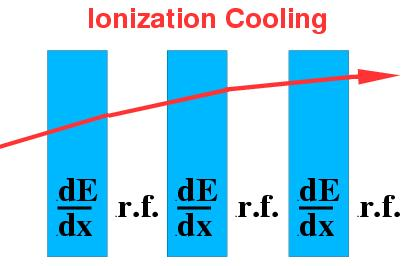 Ionization Cooling
dE r.f. dE r.f. dE r.f.
dx dx dx